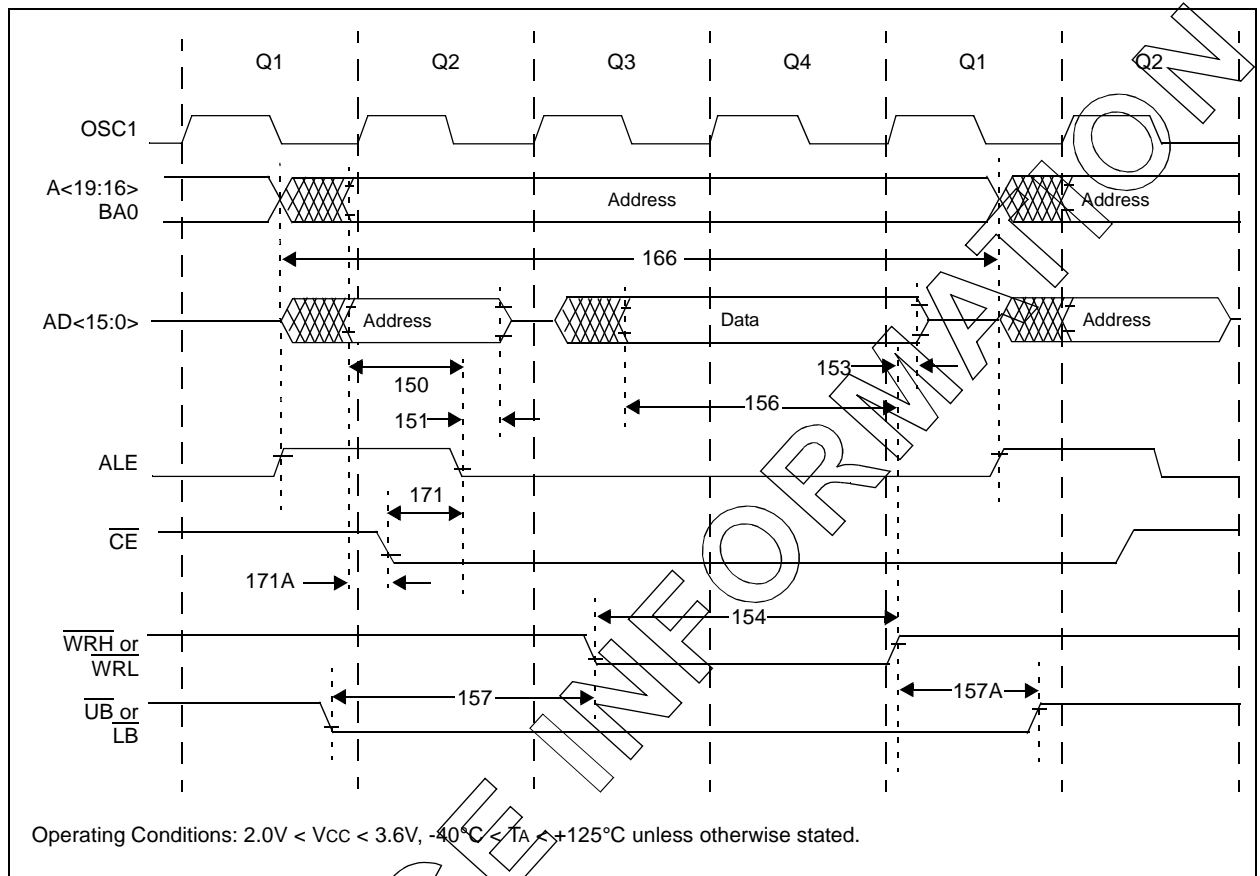 Q1 Q2 Q3 Q4 Q1 Q2
OSC1
A<19:16>
BA0
Address
Address
166
AD<15:0>
Address
Data
Address
150
151
153
156
ALE
171
CE
171A
154
WRH or
WRL
157
157A
UB or
LB
Operating Conditions: 2.0V < VCC < 3.6V, -40°C < TA < +125°C unless otherwise stated.
CE INFORMATION